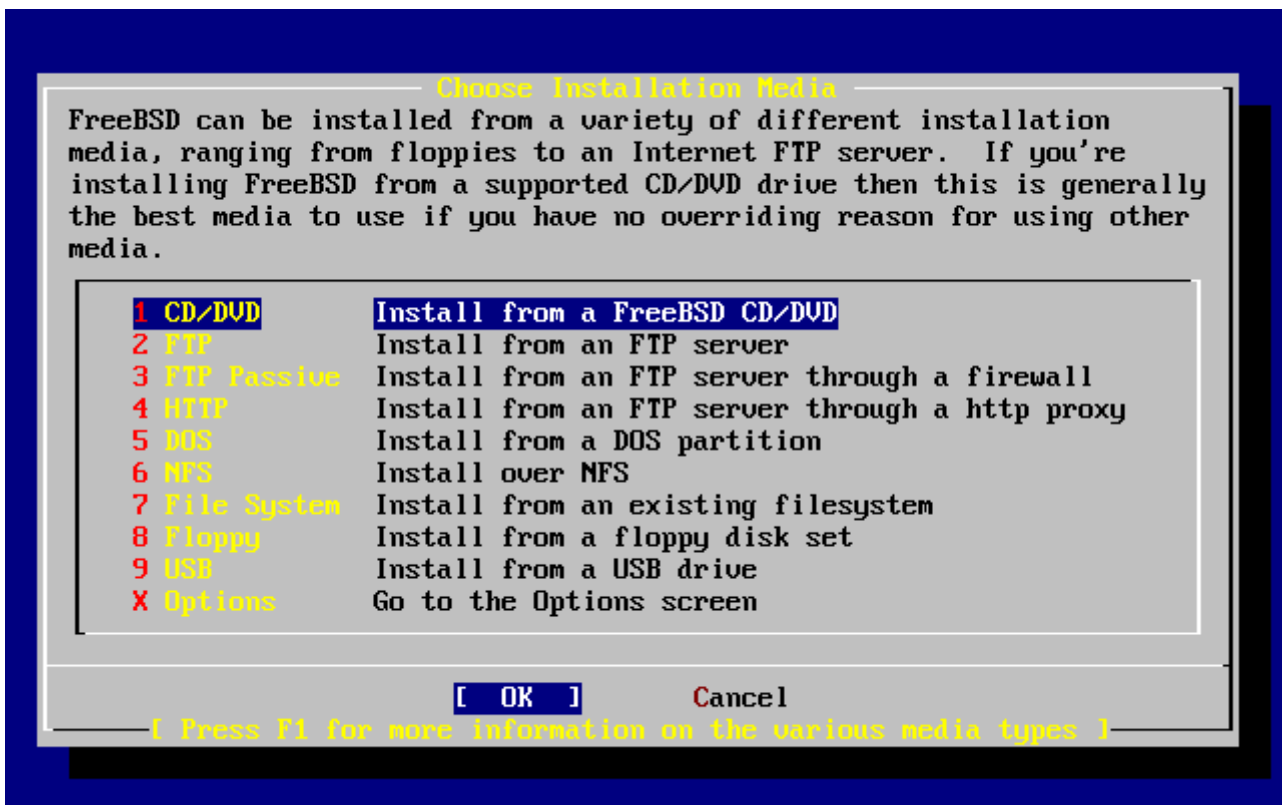 Choose Installation Media
FreeBSD can be installed from a variety of different installation
media, ranging from floppies to an Internet FTP server.  If you're
installing FreeBSD from a supported CD/DVD drive then this is generally
the best media to use if you have no overriding reason for using other
media.
1 CD/DVD Install from a FreeBSD CD/DVD
2 FTP Install from an FTP server
3 FTP Passive Install from an FTP server through a firewall
4 HTTP Install from an FTP server through a http proxy
5 DOS Install from a DOS partition
6 NFS Install over NFS
7 File System Install from an existing filesystem
8 Floppy Install from a floppy disk set
9 USB Install from a USB drive
X Options Go to the Options screen
[ OK ] Cancel
[ Press F1 for more information on the various media types ]